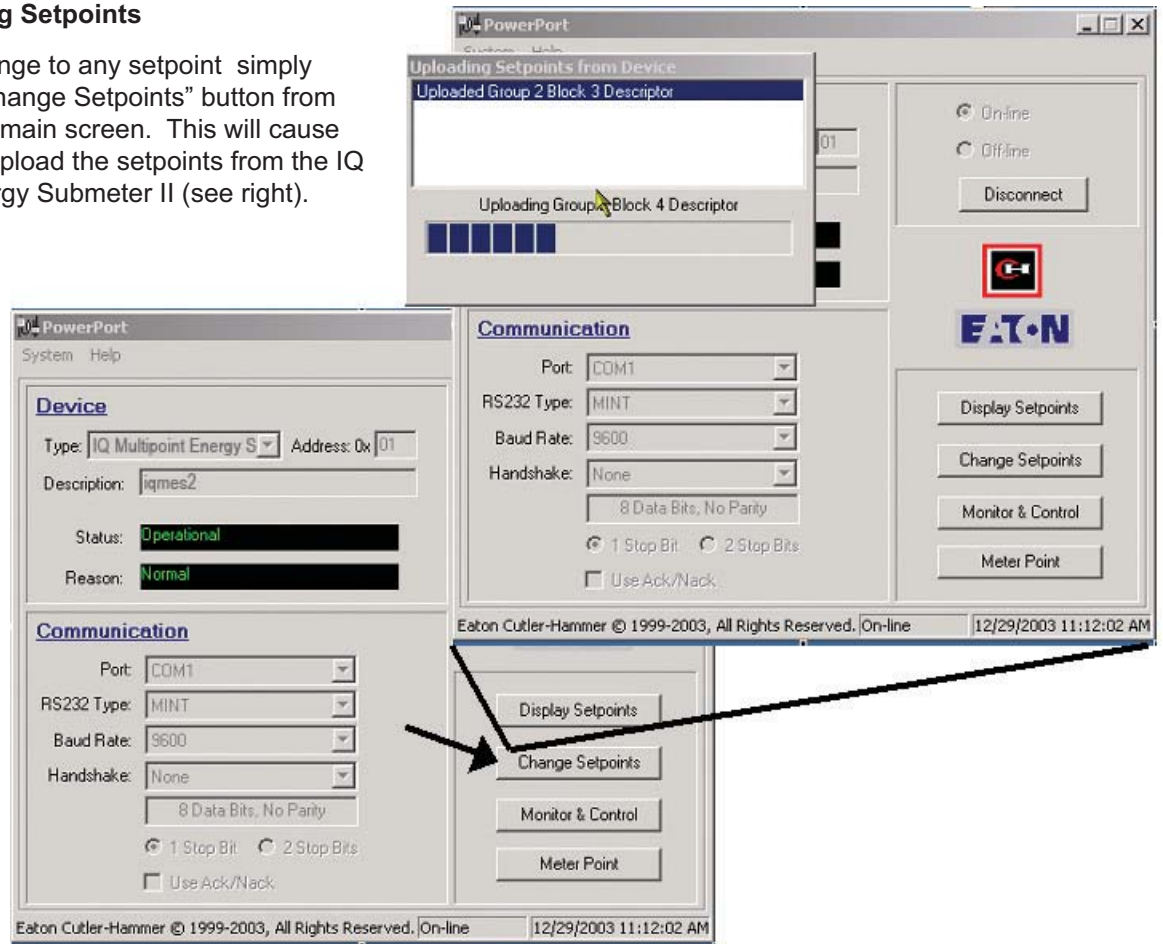 g Setpoints
nge to any setpoint simply
hange Setpoints” button from
main screen. This will cause
pload the setpoints from the IQ
rgy Submeter II (see right).
PowerPort
System Help
Uploading Setpoints from Device
Uploaded Group 2 Block 3 Descriptor
Uploading Group Block 4 Descriptor
01
On-line
Off-line
Disconnect
EATON
Communication
Port: COM1
RS232 Type: MINT
Baud Rate: 9600
Handshake: None
8 Data Bits, No Parity
1 Stop Bit 2 Stop Bits
Use Ack/Nack
Display Setpoints
Change Setpoints
Monitor & Control
Meter Point
Eaton Cutler-Hammer © 1999-2003, All Rights Reserved. On-line 12/29/2003 11:12:02 AM
PowerPort
System Help
Device
Type: IQ Multipoint Energy S Address: 0x 01
Description: iqmes2
Status: Operational
Reason: Normal
Communication
Port: COM1
RS232 Type: MINT
Baud Rate: 9600
Handshake: None
8 Data Bits, No Parity
1 Stop Bit 2 Stop Bits
Use Ack/Nack
Display Setpoints
Change Setpoints
Monitor & Control
Meter Point
Eaton Cutler-Hammer © 1999-2003, All Rights Reserved. On-line 12/29/2003 11:12:02 AM